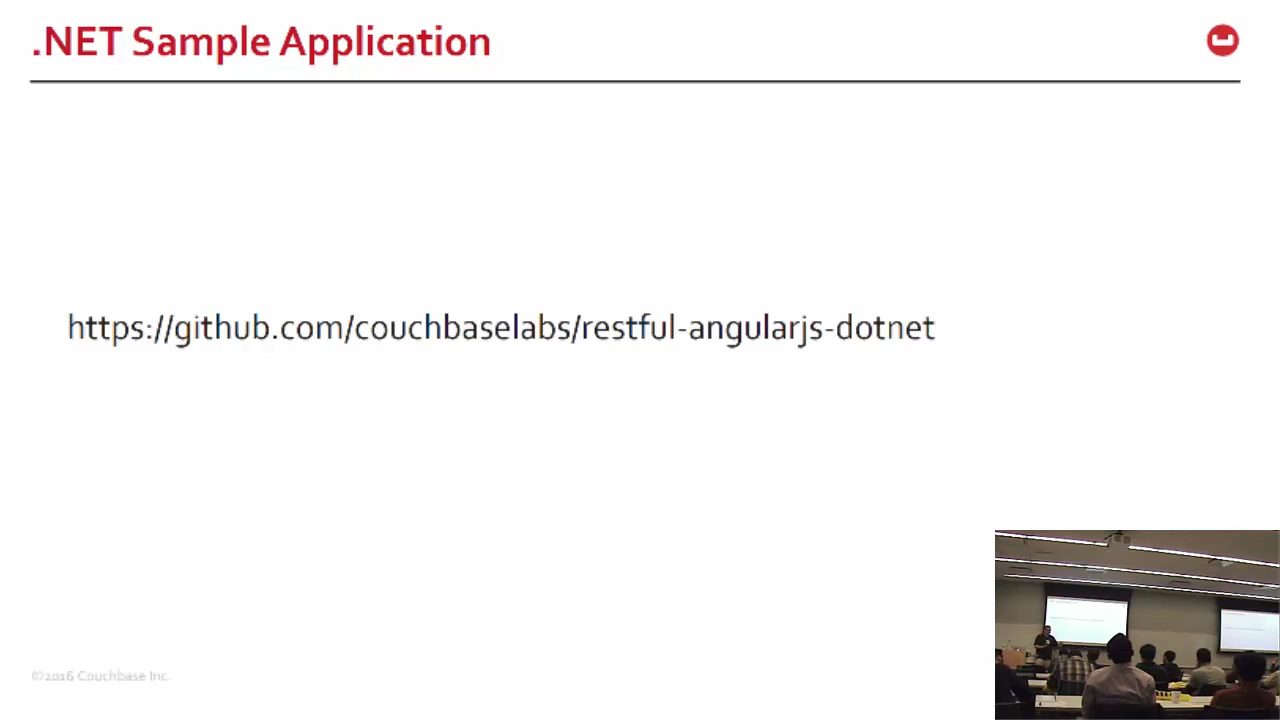 .NET Sample Application
https://github.com/couchbaselabs/restful-angularjs-dotnet
©2016 Couchbase Inc.